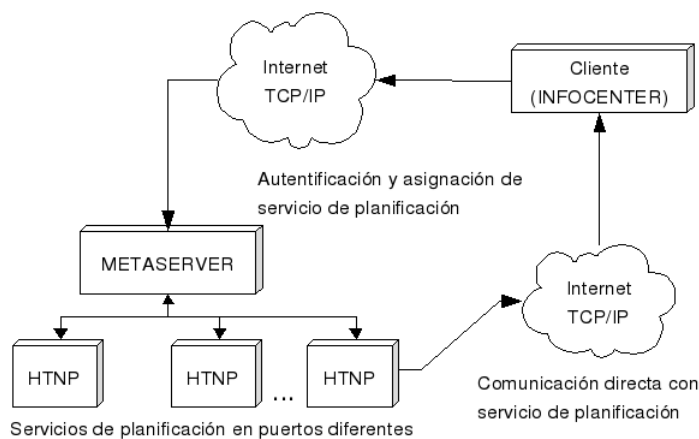 Internet
TCP/IP
Cliente
(INFOCENTER)
Autentificación y asignación de
servicio de planificación
METASERVER
Internet
TCP/IP
HTNP
HTNP
...
HTNP
Comunicación directa con
servicio de planificación
Servicios de planificación en puertos diferentes